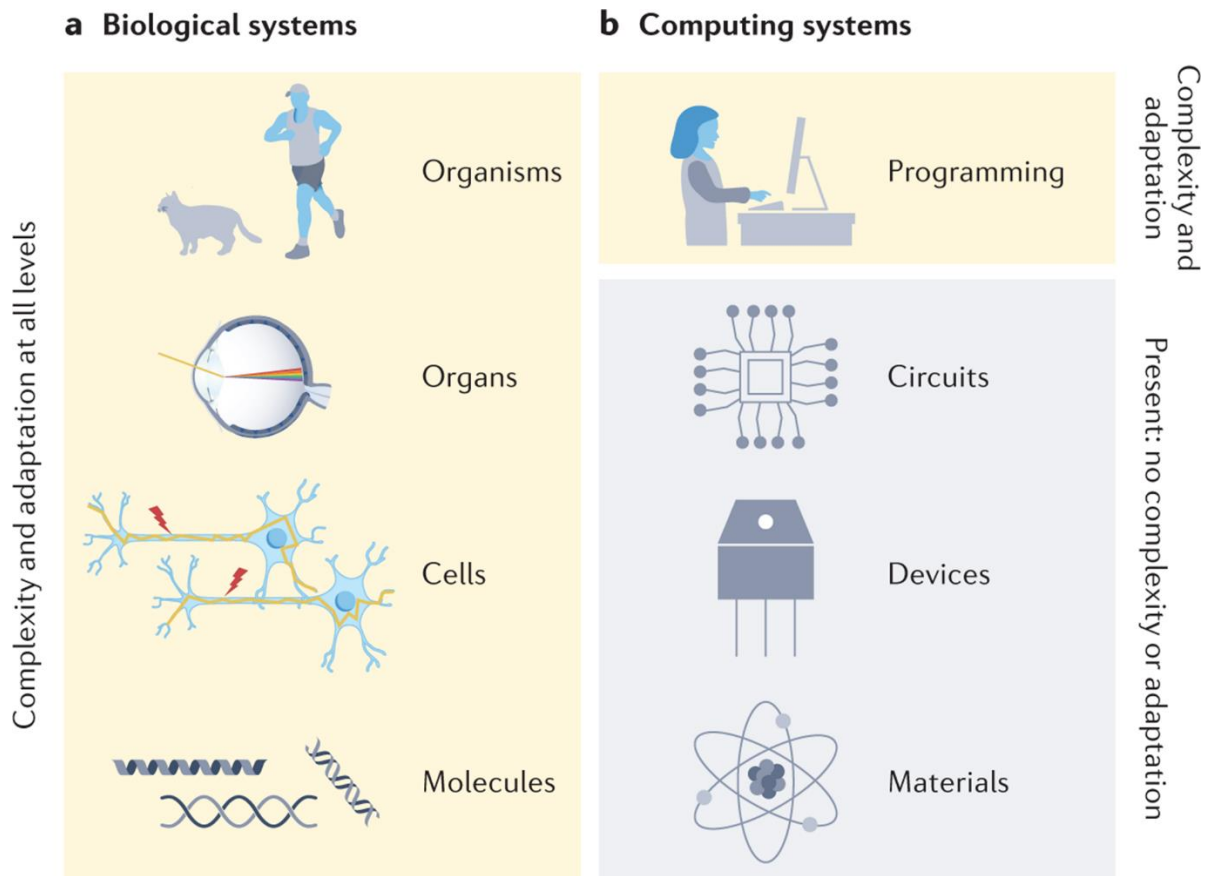 a Biological systems
b Computing systems
Complexity and adaptation at all levels
Organisms
Organs
Cells
Molecules
Programming
Circuits
Devices
Materials
Complexity and
adaptation
Present: no complexity or adaptation